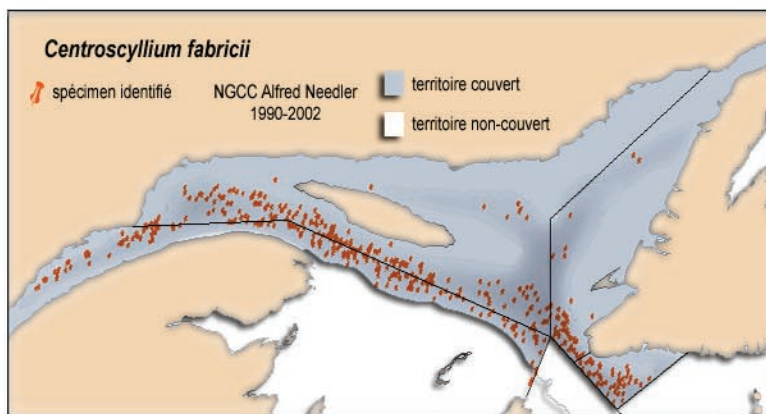 Centroscyllium fabricii
spécimen identifié
NGCC Alfred Needler
1990-2002
territoire couvert
territoire non-couvert